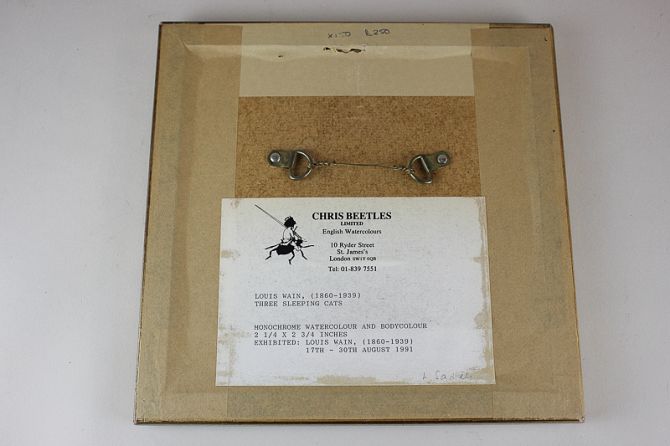 x150 £250
CHRIS BEETLES
LIMITED
English Watercolours
10 Ryder Street
St. James's
London SW1Y 6QB
Tel: 01-839 7551
LOUIS WAIN, (1860-1939)
THREE SLEEPING CATS
MONOCHROME WATERCOLOUR AND BODYCOLOUR
2 1/4 X 2 3/4 INCHES
EXHIBITED: LOUIS WAIN, (1860-1939)
17TH - 30TH AUGUST 1991